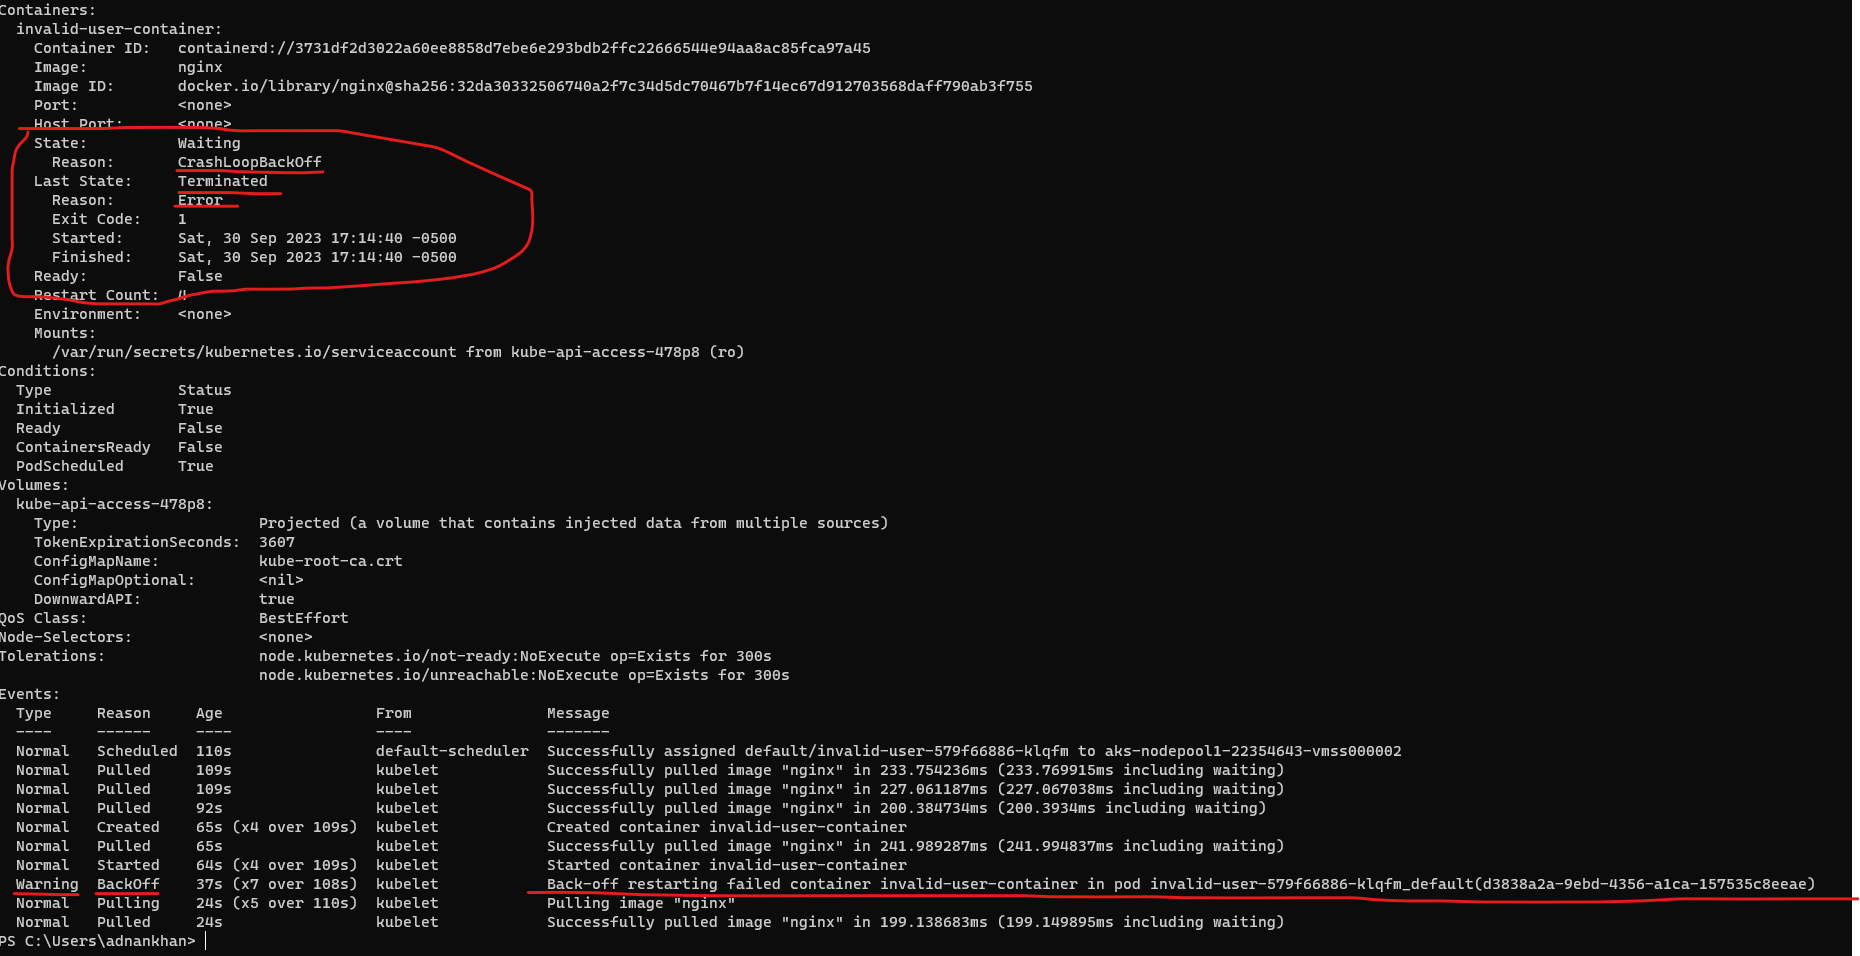 Containers:
  invalid-user-container:
    Container ID:   containerd://3731df2d3022a60ee8858d7ebe6e293bdb2ffc22666544e94aa8ac85fca97a45
    Image:          nginx
    Image ID:       docker.io/library/nginx@sha256:32da30332506740a2f7c34d5dc70467b7f14ec67d912703568daff790ab3f755
    Port:           <none>
    Host Port:      <none>
    State:          Waiting
      Reason:       CrashLoopBackOff
    Last State:     Terminated
      Reason:       Error
      Exit Code:    1
      Started:      Sat, 30 Sep 2023 17:14:40 -0500
      Finished:     Sat, 30 Sep 2023 17:14:40 -0500
    Ready:          False
    Restart Count:  4
    Environment:    <none>
    Mounts:
      /var/run/secrets/kubernetes.io/serviceaccount from kube-api-access-478p8 (ro)
Conditions:
  Type              Status
  Initialized       True
  Ready             False
  ContainersReady   False
  PodScheduled      True
Volumes:
  kube-api-access-478p8:
    Type:                    Projected (a volume that contains injected data from multiple sources)
    TokenExpirationSeconds:  3607
    ConfigMapName:           kube-root-ca.crt
    ConfigMapOptional:       <nil>
    DownwardAPI:             true
QoS Class:                   BestEffort
Node-Selectors:              <none>
Tolerations:                 node.kubernetes.io/not-ready:NoExecute op=Exists for 300s
                             node.kubernetes.io/unreachable:NoExecute op=Exists for 300s
Events:
  Type     Reason     Age                 From               Message
  ----     ------     ----                ----               -------
  Normal   Scheduled  110s                default-scheduler  Successfully assigned default/invalid-user-579f66886-klqfm to aks-nodepool1-22354643-vmss000002
  Normal   Pulled     109s                kubelet            Successfully pulled image "nginx" in 233.754236ms (233.769915ms including waiting)
  Normal   Pulled     109s                kubelet            Successfully pulled image "nginx" in 227.061187ms (227.067038ms including waiting)
  Normal   Pulled     92s                 kubelet            Successfully pulled image "nginx" in 200.384734ms (200.3934ms including waiting)
  Normal   Created    65s (x4 over 109s)  kubelet            Created container invalid-user-container
  Normal   Pulled     65s                 kubelet            Successfully pulled image "nginx" in 241.989287ms (241.994837ms including waiting)
  Normal   Started    64s (x4 over 109s)  kubelet            Started container invalid-user-container
  Warning  BackOff    37s (x7 over 108s)  kubelet            Back-off restarting failed container invalid-user-container in pod invalid-user-579f66886-klqfm_default(d3838a2a-9ebd-4356-a1ca-157535c8eeae)
  Normal   Pulling    24s (x5 over 110s)  kubelet            Pulling image "nginx"
  Normal   Pulled     24s                 kubelet            Successfully pulled image "nginx" in 199.138683ms (199.149895ms including waiting)
PS C:\Users\adnankhan>